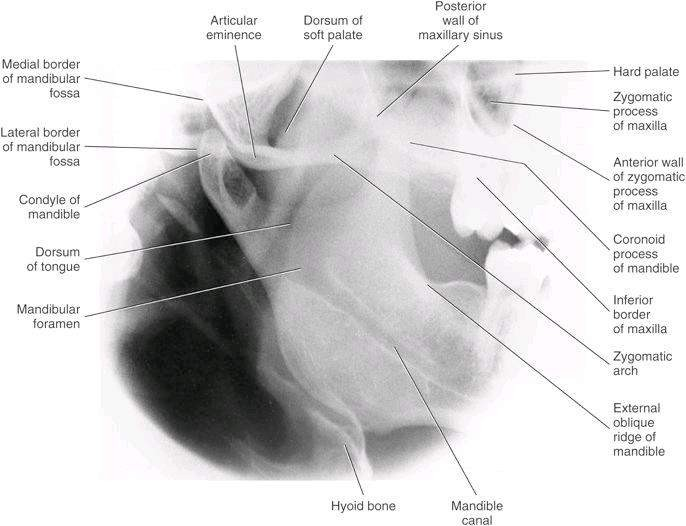 Articular
eminence
Dorsum of
soft palate
Posterior
wall of
maxillary sinus
Medial border
of mandibular
fossa
Lateral border
of mandibular
fossa
Condyle of
mandible
Dorsum
of tongue
Mandibular
foramen
Hard palate
Zygomatic
process
of maxilla
Anterior wall
of zygomatic
process
of maxilla
Coronoid
process
of mandible
Inferior
border
of maxilla
Zygomatic
arch
External
oblique
ridge of
mandible
Hyoid bone
Mandible
canal